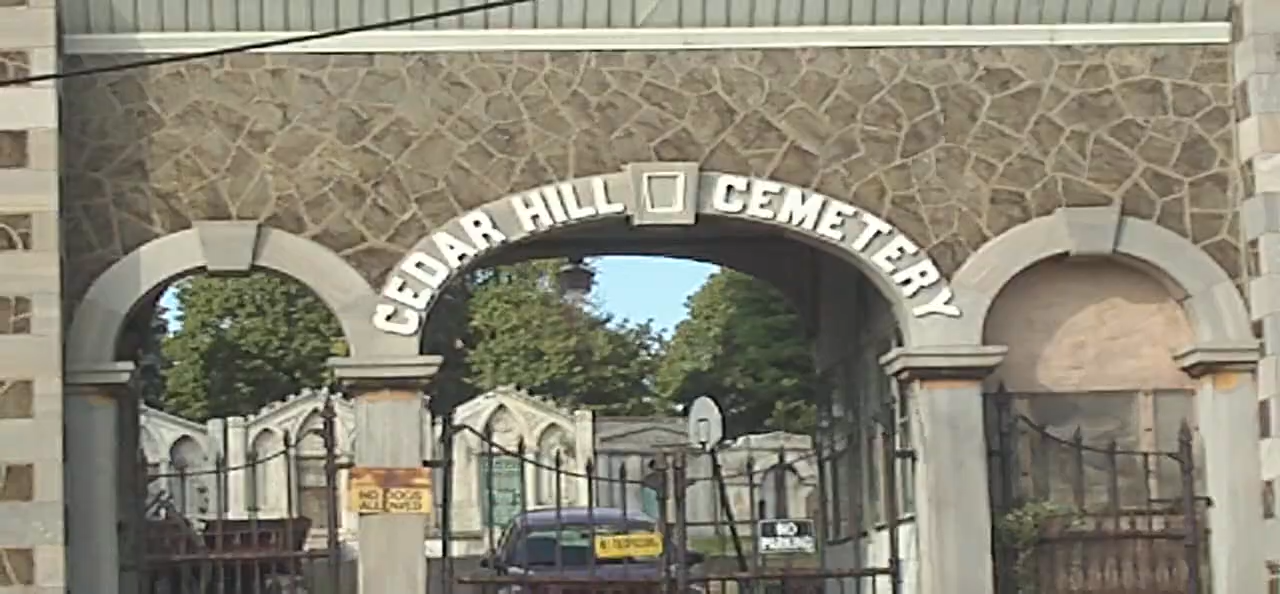 CEDAR HILL CEMETERY
NO DOGS
ALLOWED
NO
PARKING